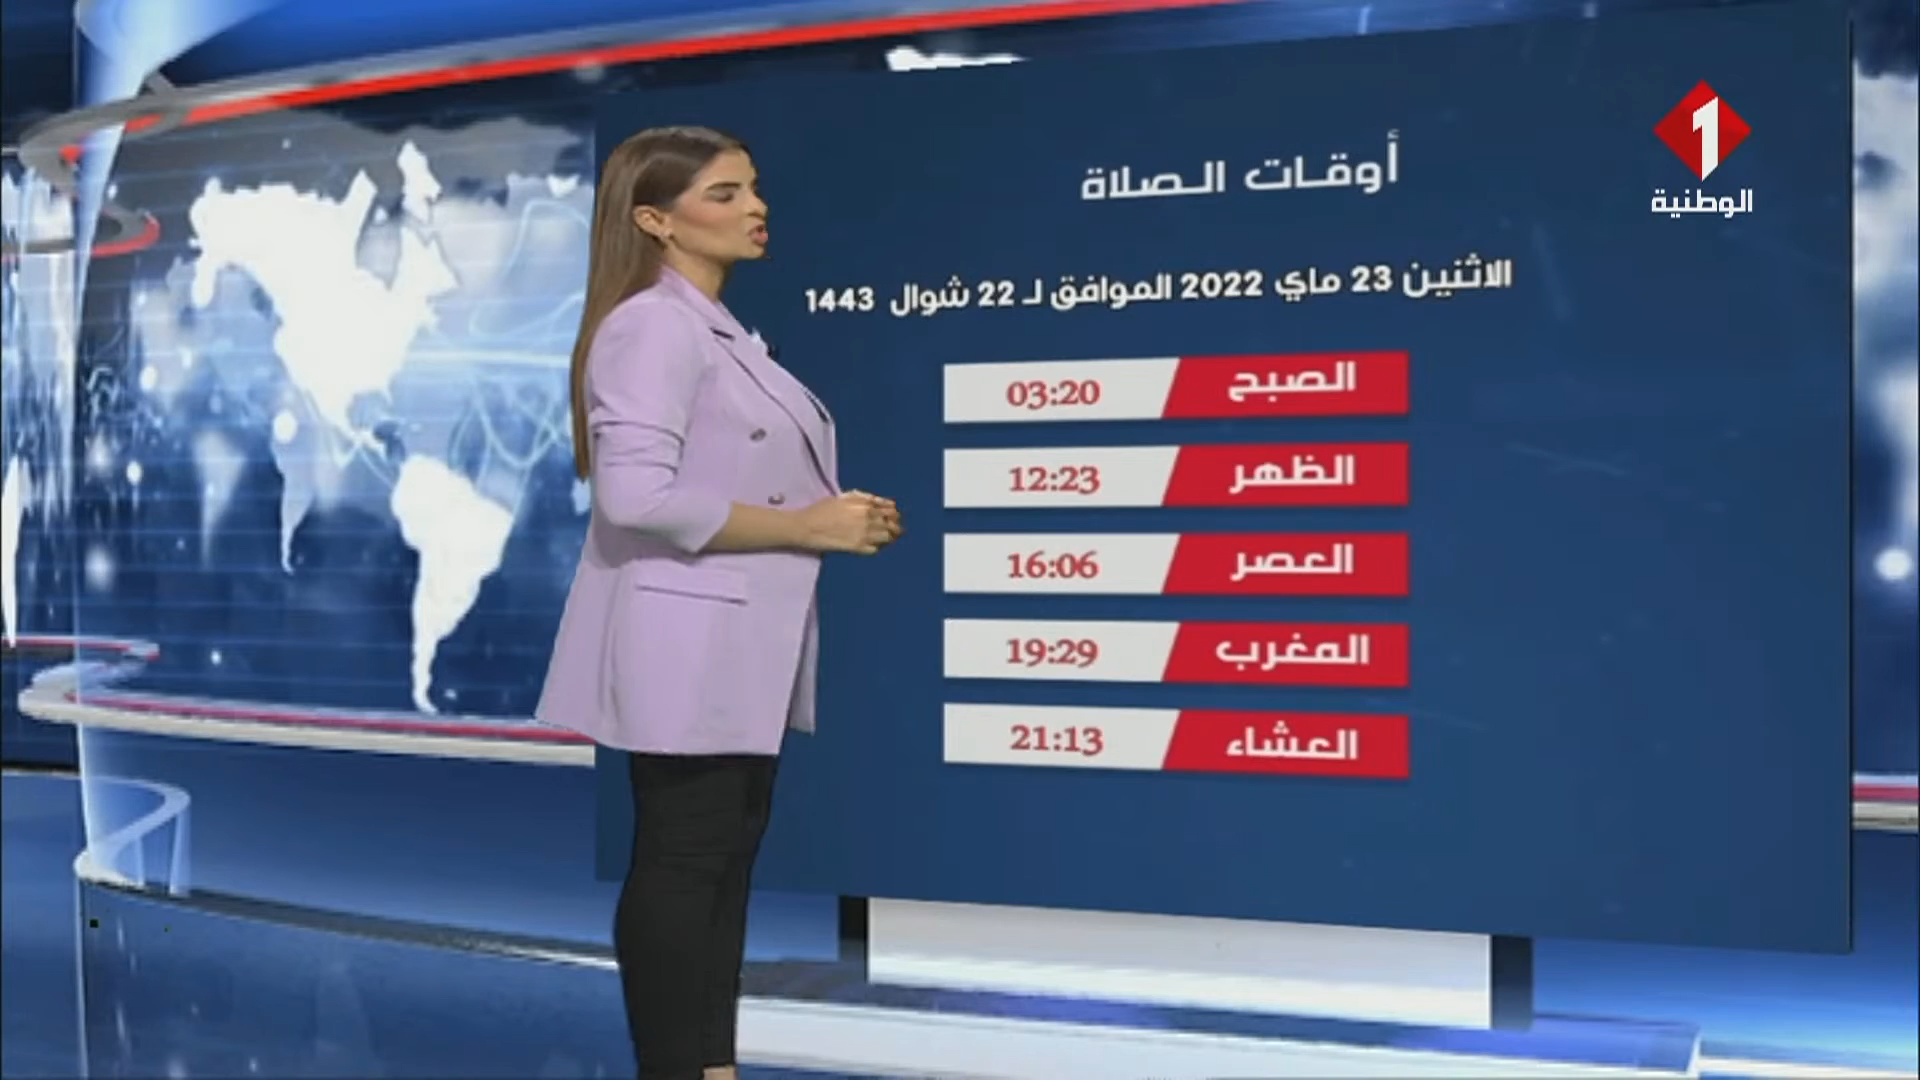 أوقات الصلاة
الوطنية
الاثنين 23 ماي 2022 الموافق لـ 22 شوال 1443
الصبح 03:20
الظهر 12:23
العصر 16:06
المغرب 19:29
العشاء 21:13